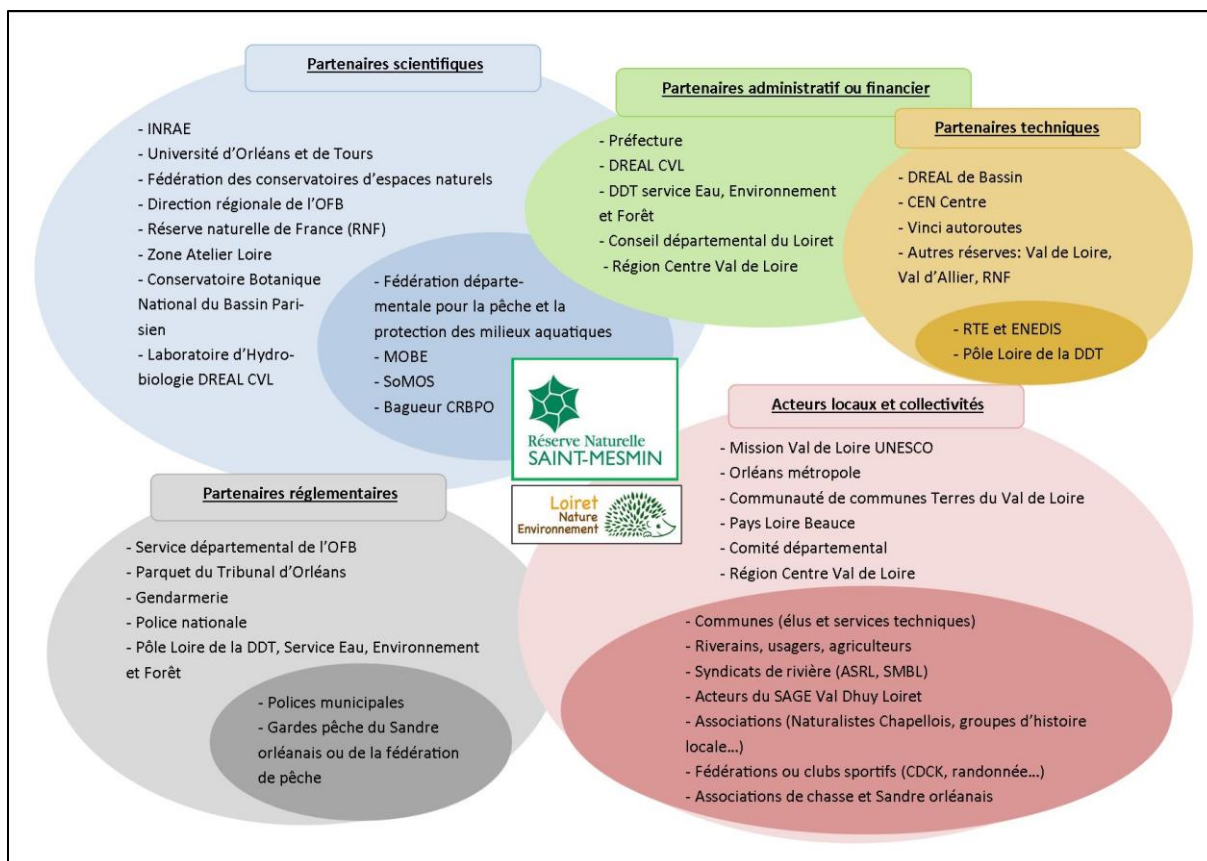 Partenaires scientifiques
- INRAE
- Université d’Orléans et de Tours
- Fédération des conservatoires d’espaces naturels
- Direction régionale de l’OFB
- Réserve naturelle de France (RNF)
- Zone Atelier Loire
- Conservatoire Botanique
National du Bassin Pari-
sien
- Laboratoire d’Hydro-
biologie DREAL CVL
- Fédération départe-
mentale pour la pêche et la
protection des milieux aquatiques
- MOBE
- SoMOS
- Bagueur CRBPO
Partenaires administratif ou financier
- Préfecture
- DREAL CVL
- DDT service Eau, Environnement
et Forêt
- Conseil départemental du Loiret
- Région Centre Val de Loire
Partenaires techniques
- DREAL de Bassin
- CEN Centre
- Vinci autoroutes
- Autres réserves: Val de Loire,
Val d’Allier, RNF
- RTE et ENEDIS
- Pôle Loire de la DDT
Réserve Naturelle
SAINT-MESMIN
Loiret
Nature
Environnement
Partenaires réglementaires
- Service départemental de l’OFB
- Parquet du Tribunal d’Orléans
- Gendarmerie
- Police nationale
- Pôle Loire de la DDT, Service Eau, Environnement
et Forêt
- Polices municipales
- Gardes pêche du Sandre
orléanais ou de la fédération
de pêche
Acteurs locaux et collectivités
- Mission Val de Loire UNESCO
- Orléans métropole
- Communauté de communes Terres du Val de Loire
- Pays Loire Beauce
- Comité départemental
- Région Centre Val de Loire
- Communes (élus et services techniques)
- Riverains, usagers, agriculteurs
- Syndicats de rivière (ASRL, SMBL)
- Acteurs du SAGE Val Dhuy Loiret
- Associations (Naturalistes Chapellois, groupes d’histoire
locale…)
- Fédérations ou clubs sportifs (CDCK, randonnée…)
- Associations de chasse et Sandre orléanais